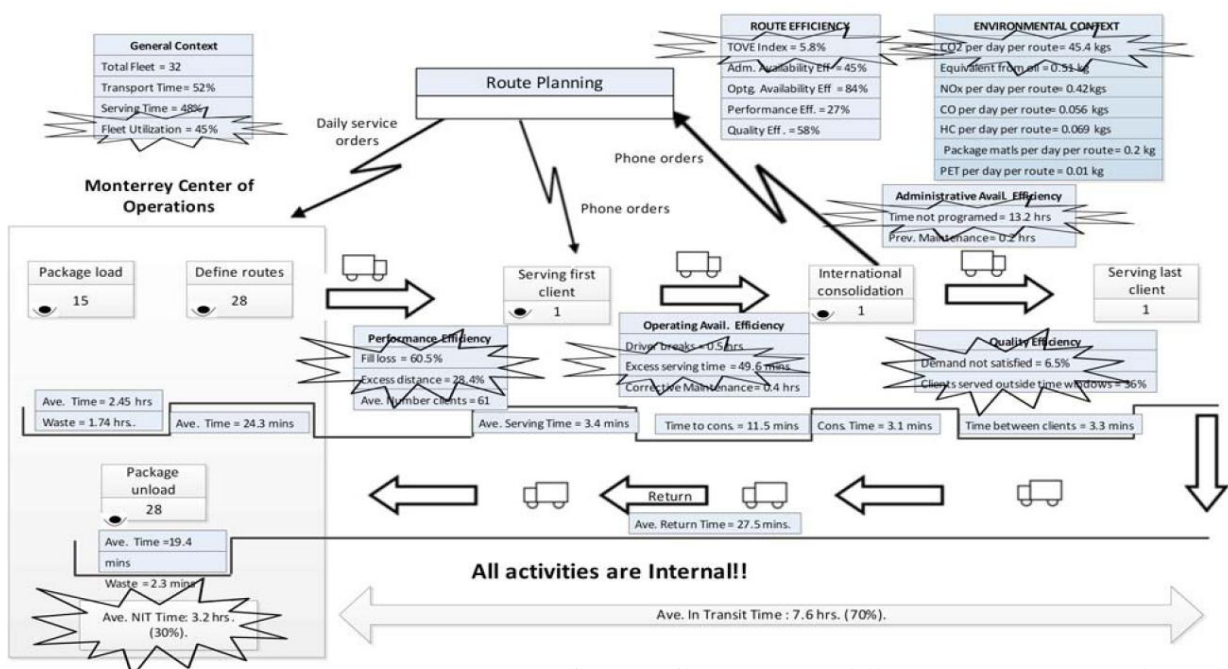 General Context
Total Fleet = 32
Transport Time= 52%
Serving Time = 48%
Fleet Utilization = 45%
Route Planning
ROUTE EFFICIENCY
TOVE Index = 5.8%
Adm. Availability Eff = 45%
Optg. Availability Eff = 84%
Performance Eff. = 27%
Quality Eff . = 58%
ENVIRONMENTAL CONTEXT
CO2 per day per route= 45.4 kgs
Equivalent from oil = 0.51 kg
NOx per day per route= 0.42kgs
CO per day per route= 0.056 kgs
HC per day per route= 0.069 kgs
Package matls per day per route= 0.2 kg
PET per day per route= 0.01 kg
Daily service
orders
Phone orders
Phone orders
Administrative Avail. Efficiency
Time not programed = 13.2 hrs
Prev. Maintenance= 0.2 hrs
Monterrey Center of
Operations
Package load
15
Define routes
28
Serving first
client
1
International
consolidation
1
Serving last
client
1
Performance Efficiency
Fill loss = 60.5%
Excess distance = 28.4%
Ave. Number clients = 61
Operating Avail. Efficiency
Driver breaks = 0.5 hrs
Excess serving time = 49.6 mins
Corrective Maintenance= 0.4 hr
Quality Efficiency
Demand not satisfied = 6.5%
Clients served outside time windows = 36%
Ave. Time = 2.45 hrs
Waste = 1.74 hrs..
Ave. Time = 24.3 mins
Ave. Serving Time = 3.4 mins
Time to cons. = 11.5 mins
Cons. Time = 3.1 mins
Time between clients = 3.3 mins
Package
unload
28
Return
Ave. Return Time = 27.5 mins.
Ave. Time =19.4
mins
Waste = 2.3 mins
All activities are Internal!!
Ave. NIT Time: 3.2 hrs.
(30%).
Ave. In Transit Time : 7.6 hrs. (70%).